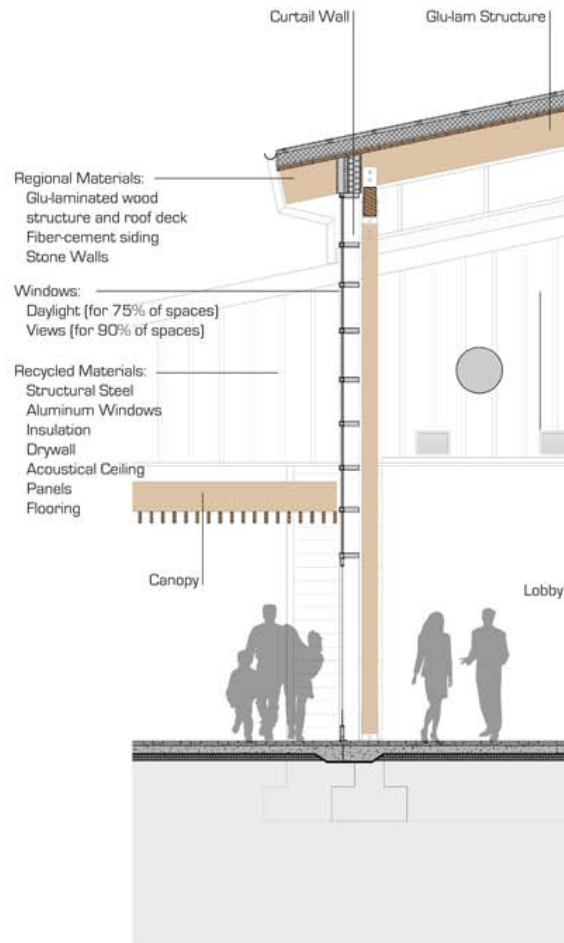 Curtail Wall
Glu-lam Structure
Regional Materials:
Glu-laminated wood
structure and roof deck
Fiber-cement siding
Stone Walls
Windows:
Daylight (for 75% of spaces)
Views (for 90% of spaces)
Recycled Materials:
Structural Steel
Aluminum Windows
Insulation
Drywall
Acoustical Ceiling
Panels
Flooring
Canopy
Lobby